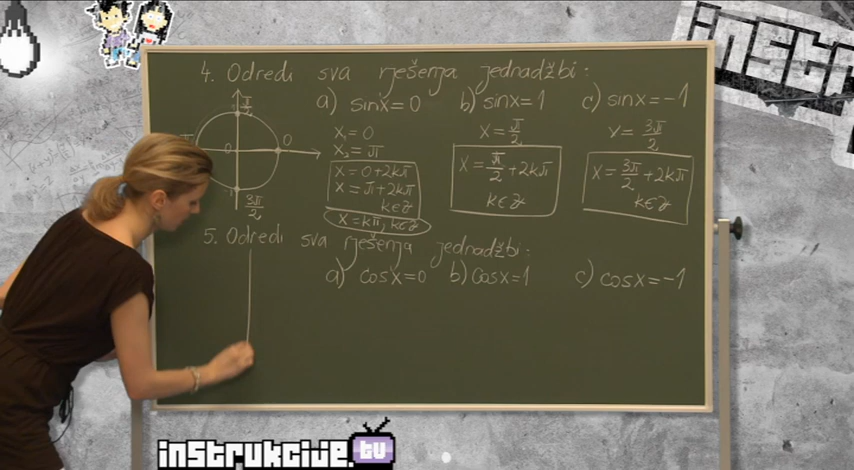 4. Odredi sva rješenja jednadžbi:
a) sinx=0 b) sinx=1 c) sinx=-1
π/2
π 0
0
3π/2
x₁=0
x₂=π
x=0+2kπ
x=π+2kπ
k∈Z
x=kπ, k∈Z
x=π/2
x=π/2+2kπ
k∈Z
x=3π/2
x=3π/2+2kπ
k∈Z
5. Odredi sva rješenja jednadžbi:
a) cosx=0 b) cosx=1 c) cosx=-1
instrukcije.tv